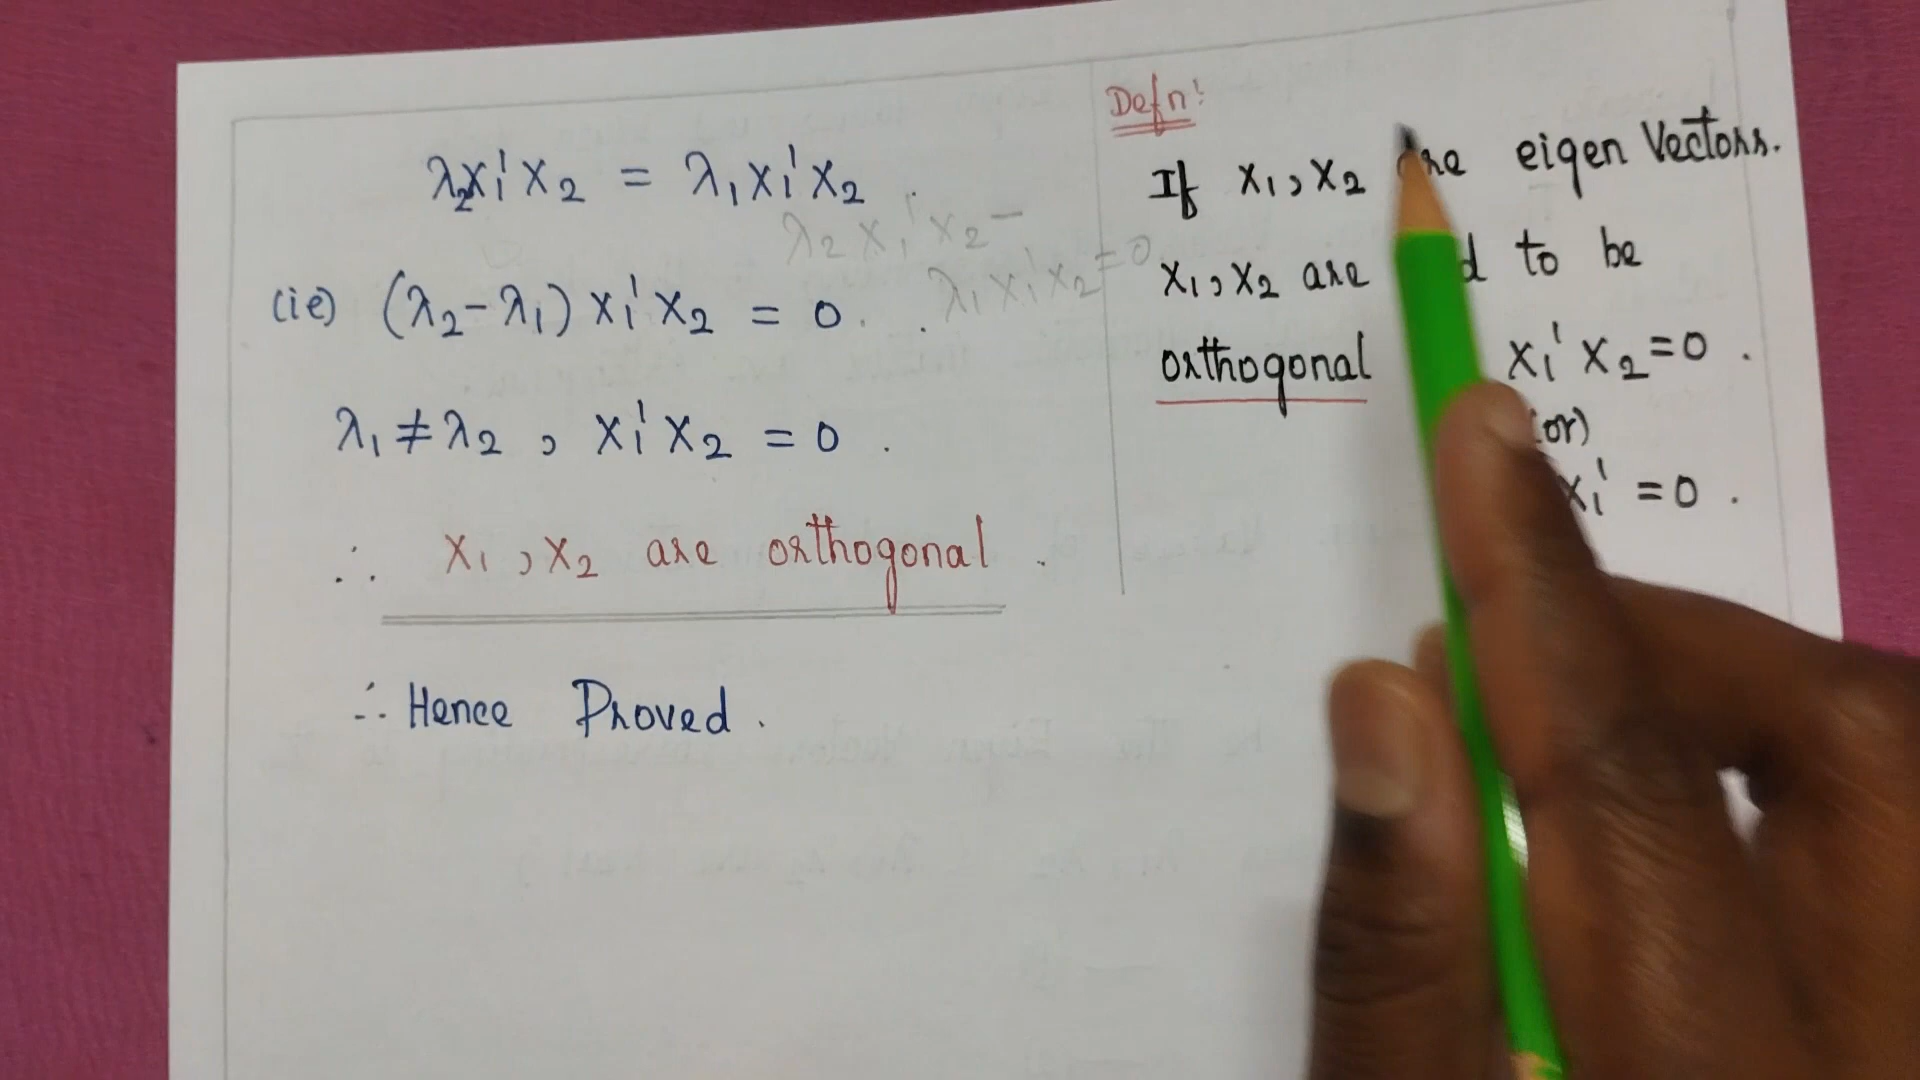 λ₂x₁'x₂ = λ₁x₁'x₂.
λ₂x₁'x₂ -
λ₁x₁'x₂ = 0
(ie) (λ₂-λ₁) x₁'x₂ = 0.
λ₁ ≠ λ₂ , x₁'x₂ = 0.
∴ x₁,x₂ are orthogonal.
∴ Hence Proved.
Defn:
If x₁,x₂ are eigen Vectors.
x₁,x₂ are to be
orthogonal x₁'x₂=0.
(or)
x₁' =0.